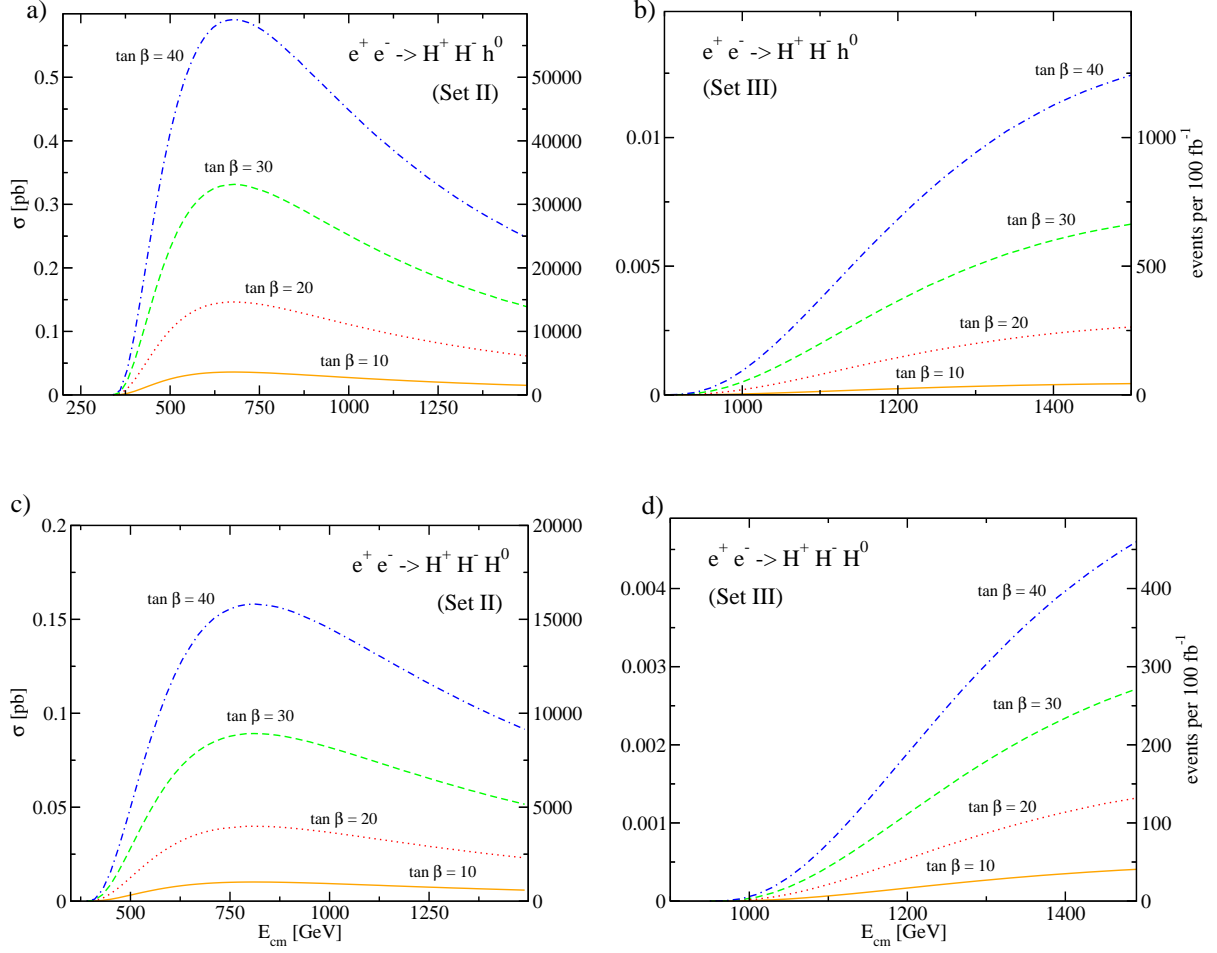 a)
e⁺ e⁻ -> H⁺ H⁻ h⁰
(Set II)
tan β = 40
tan β = 30
tan β = 20
tan β = 10
σ [pb]
0.5
0.4
0.3
0.2
0.1
0
50000
40000
30000
20000
10000
0
250 500 750 1000 1250
b)
e⁺ e⁻ -> H⁺ H⁻ h⁰
(Set III)
tan β = 40
tan β = 30
tan β = 20
tan β = 10
0.01
0.005
0
1000
500
0
events per 100 fb⁻¹
1000 1200 1400
c)
e⁺ e⁻ -> H⁺ H⁻ H⁰
(Set II)
tan β = 40
tan β = 30
tan β = 20
tan β = 10
σ [pb]
0.2
0.15
0.1
0.05
0
20000
15000
10000
5000
0
500 750 1000 1250
E_cm [GeV]
d)
e⁺ e⁻ -> H⁺ H⁻ H⁰
(Set III)
tan β = 40
tan β = 30
tan β = 20
tan β = 10
0.004
0.003
0.002
0.001
0
400
300
200
100
0
events per 100 fb⁻¹
1000 1200 1400
E_cm [GeV]